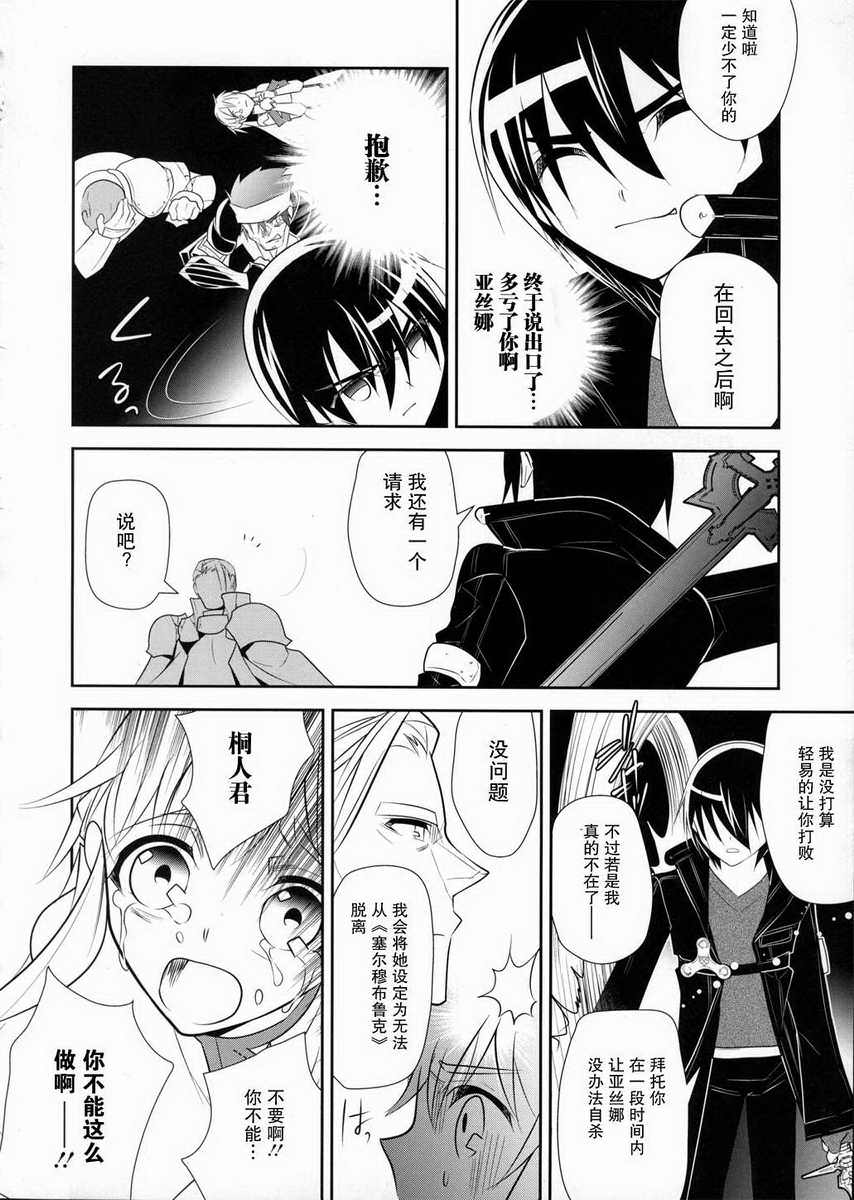 知道啦
一定少不了你的
在回去之后啊
终于说出口了…
多亏了你啊
亚丝娜
抱歉…
くるっ
我还有一个
请求
说吧?
我是没打算
轻易的让你打败
不过若是我
真的不在了——
拜托你
在一段时间内
让亚丝娜
没办法自杀
没问题
我会将她设定为无法
从《塞尔穆布鲁克》
脱离
はっ
桐人君
不要啊!!
你不能…
你不能这么
做啊——!!